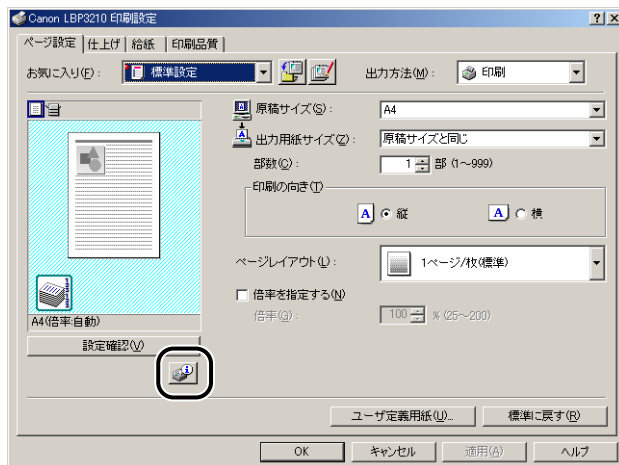 Canon LBP3210 印刷設定
ページ設定 仕上げ 給紙 印刷品質
お気に入り(F): 標準設定 出力方法(M): 印刷
原稿サイズ(S): A4
出力用紙サイズ(Z): 原稿サイズと同じ
部数(C): 1 部 (1～999)
印刷の向き(T)
A 縦 A 横
ページレイアウト(L): 1ページ/枚(標準)
倍率を指定する(N)
倍率(G): 100 % (25～200)
A4(倍率:自動)
設定確認(V)
ユーザ定義用紙(U)... 標準に戻す(R)
OK キャンセル 適用(A) ヘルプ